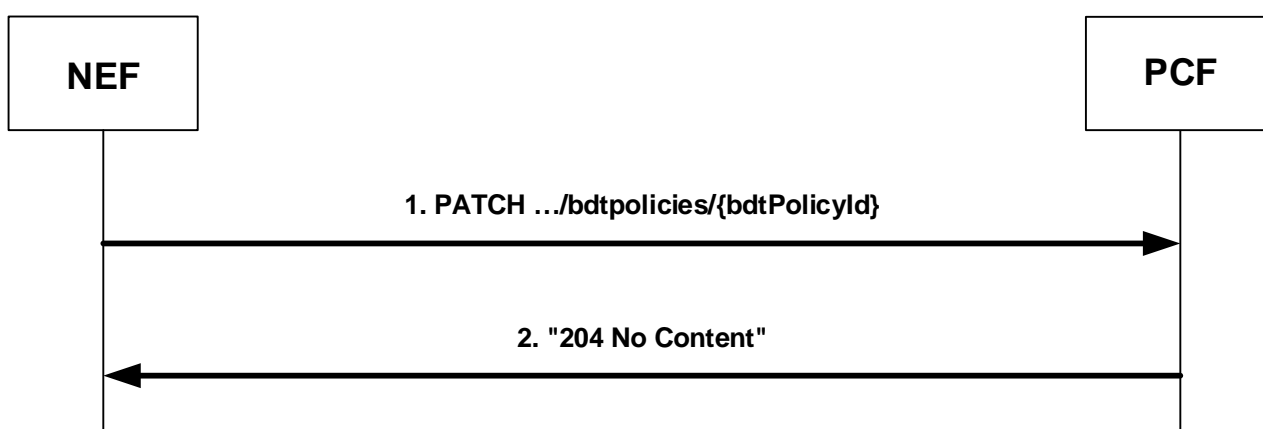 NEF
PCF
1. PATCH …/bdtpolicies/{bdtPolicyId}
2. "204 No Content"